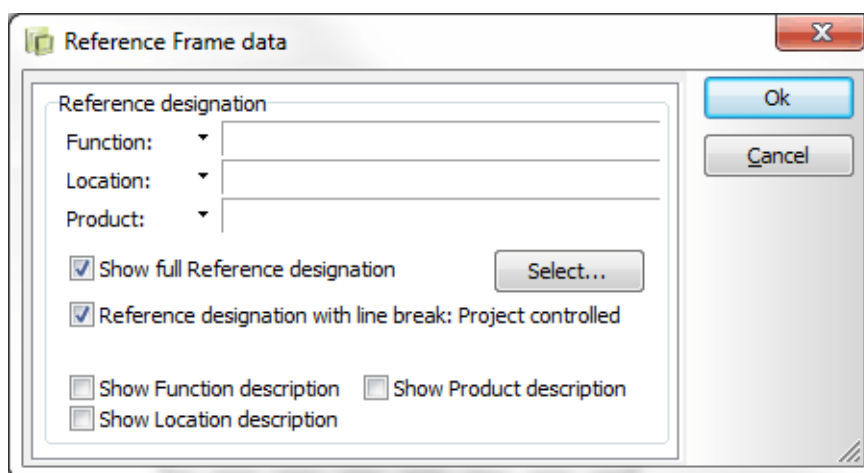 Reference Frame data
Reference designation
Function:
Location:
Product:
Show full Reference designation
Select...
Reference designation with line break: Project controlled
Show Function description Show Product description
Show Location description
Ok
Cancel